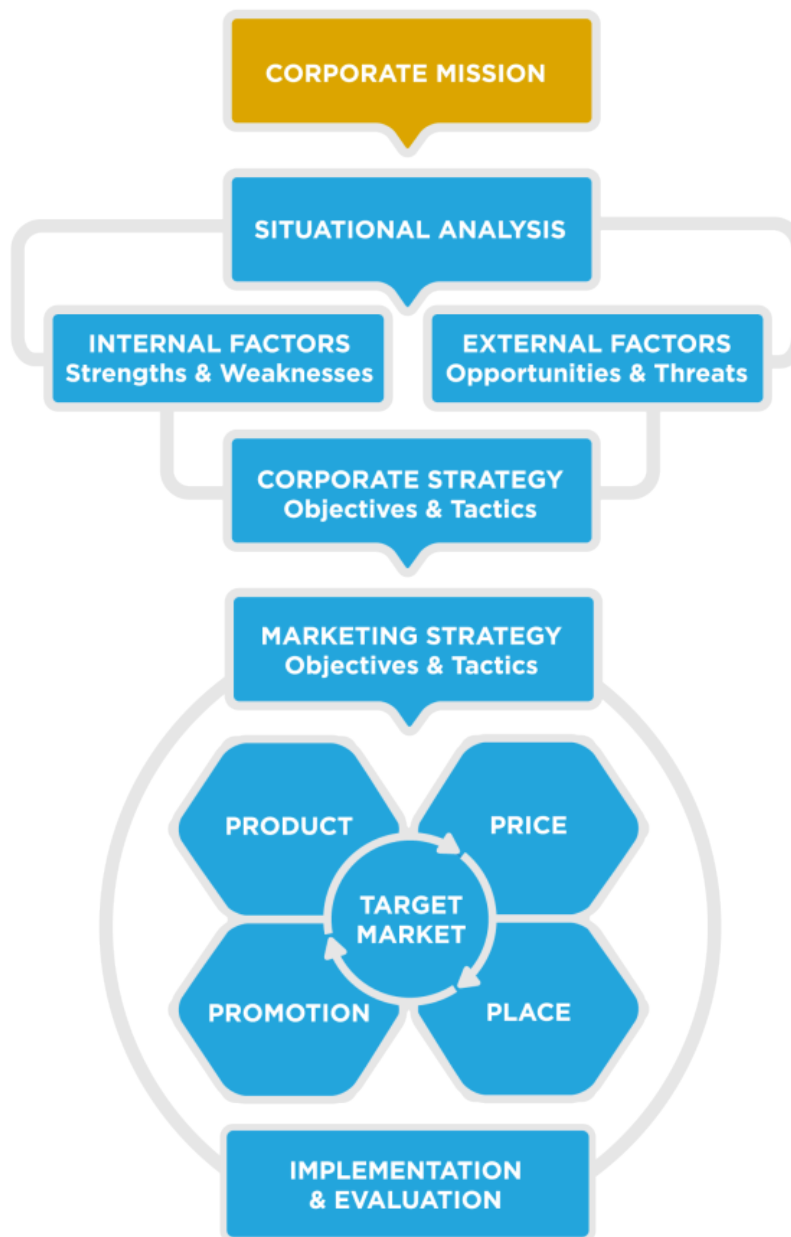 CORPORATE MISSION
SITUATIONAL ANALYSIS
INTERNAL FACTORS
Strengths & Weaknesses
EXTERNAL FACTORS
Opportunities & Threats
CORPORATE STRATEGY
Objectives & Tactics
MARKETING STRATEGY
Objectives & Tactics
PRODUCT
PRICE
TARGET
MARKET
PROMOTION
PLACE
IMPLEMENTATION
& EVALUATION